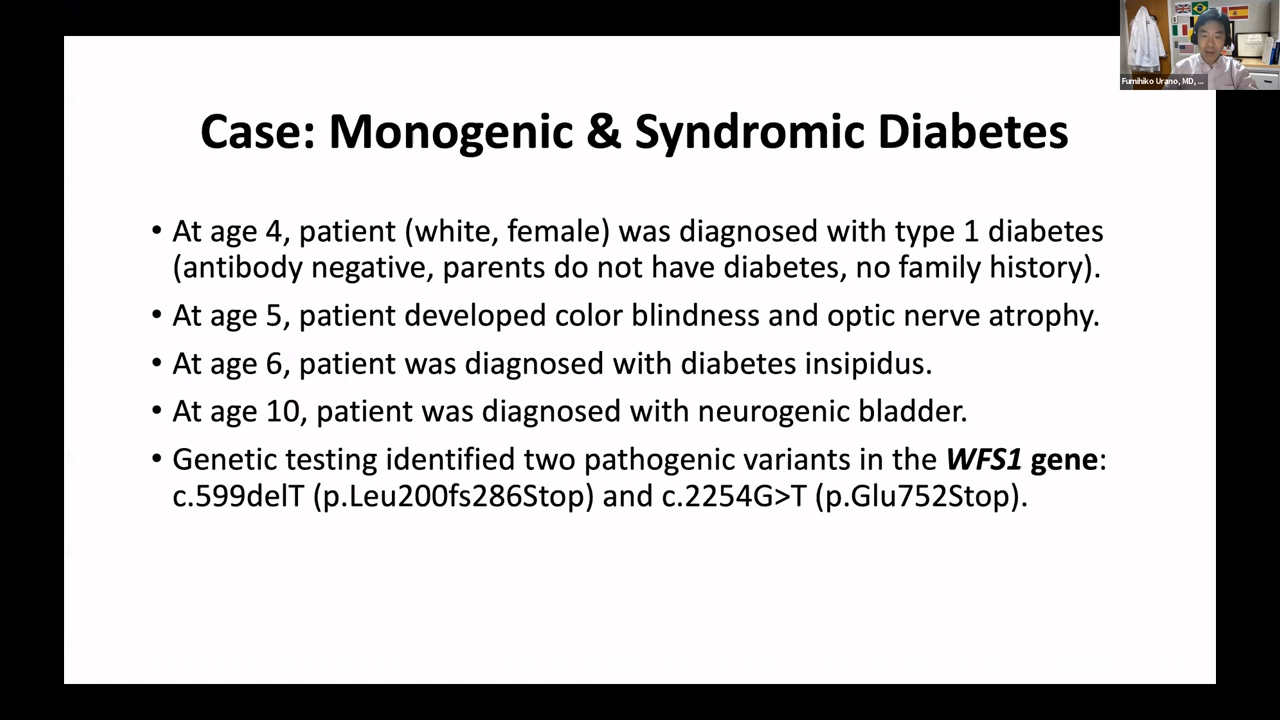 Fumihiko Urano, MD, ...
Case: Monogenic & Syndromic Diabetes
• At age 4, patient (white, female) was diagnosed with type 1 diabetes
(antibody negative, parents do not have diabetes, no family history).
• At age 5, patient developed color blindness and optic nerve atrophy.
• At age 6, patient was diagnosed with diabetes insipidus.
• At age 10, patient was diagnosed with neurogenic bladder.
• Genetic testing identified two pathogenic variants in the WFS1 gene:
c.599delT (p.Leu200fs286Stop) and c.2254G>T (p.Glu752Stop).